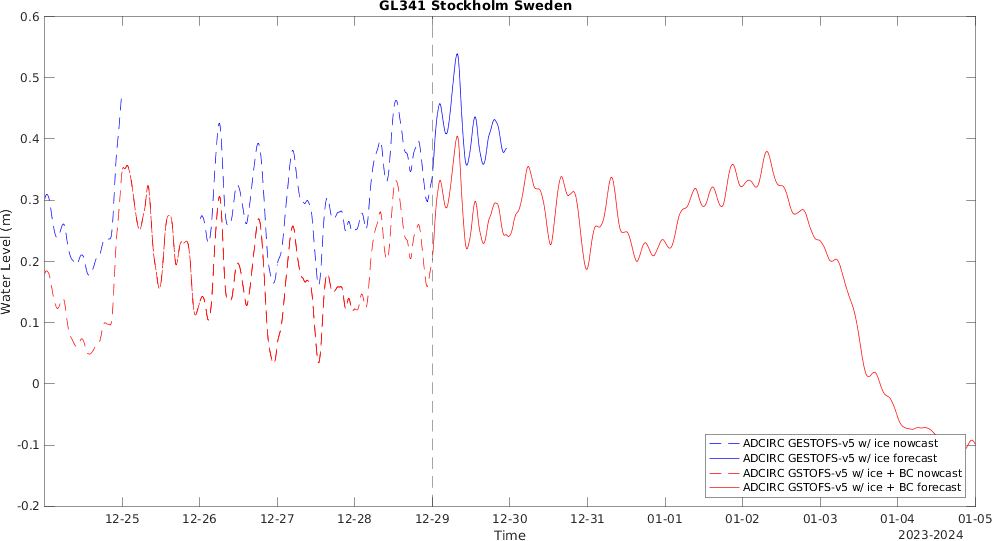 GL341 Stockholm Sweden
0.6
0.5
0.4
0.3
0.2
0.1
0
-0.1
-0.2
Water Level (m)
ADCIRC GESTOFS-v5 w/ ice nowcast
ADCIRC GESTOFS-v5 w/ ice forecast
ADCIRC GSTOFS-v5 w/ ice + BC nowcast
ADCIRC GSTOFS-v5 w/ ice + BC forecast
12-25 12-26 12-27 12-28 12-29 12-30 12-31 01-01 01-02 01-03 01-04 01-05
Time
2023-2024